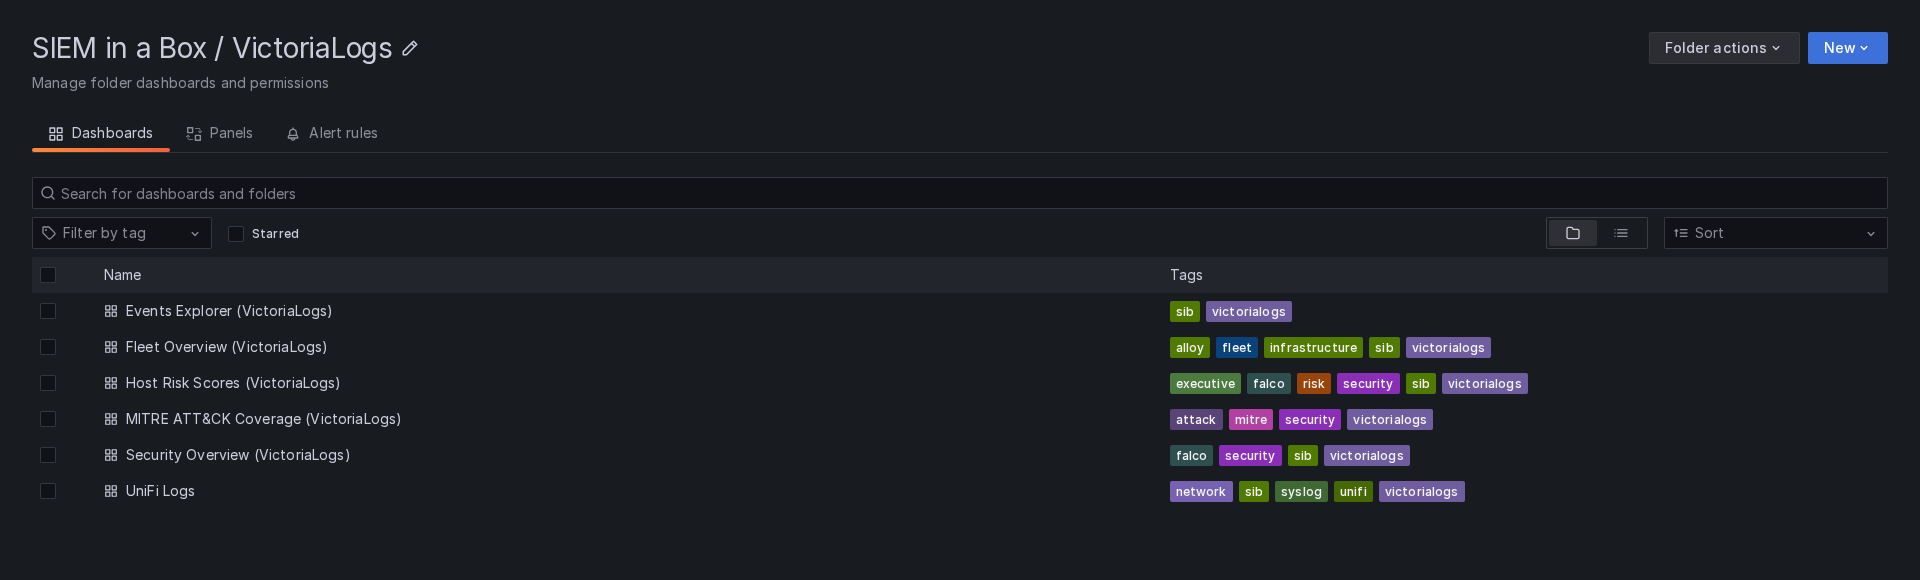 SIEM in a Box / VictoriaLogs
Folder actions
New
Manage folder dashboards and permissions
Dashboards
Panels
Alert rules
Search for dashboards and folders
Filter by tag
Starred
Sort
Name
Tags
Events Explorer (VictoriaLogs)
sib victorialogs
Fleet Overview (VictoriaLogs)
alloy fleet infrastructure sib victorialogs
Host Risk Scores (VictoriaLogs)
executive falco risk security sib victorialogs
MITRE ATT&CK Coverage (VictoriaLogs)
attack mitre security victorialogs
Security Overview (VictoriaLogs)
falco security sib victorialogs
UniFi Logs
network sib syslog unifi victorialogs